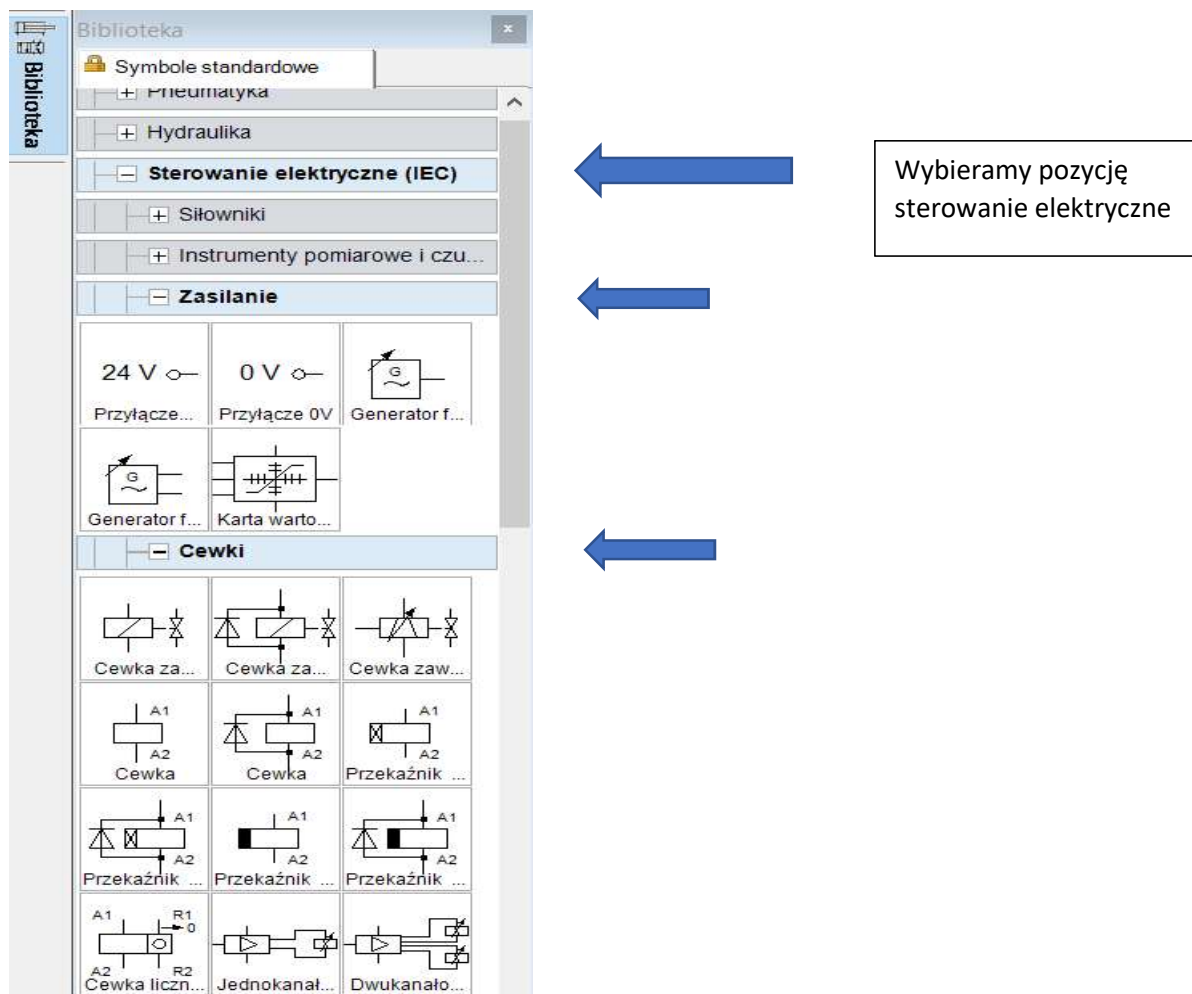 Biblioteka
Biblioteka
Symbole standardowe
Pneumatyka
Hydraulika
Sterowanie elektryczne (IEC)
Siłowniki
Instrumenty pomiarowe i czu...
Zasilanie
24 V
0 V
G
Przyłącze...
Przyłącze 0V
Generator f...
G
Generator f...
Karta warto...
Cewki
Cewka za...
Cewka za...
Cewka zaw...
A1
A1
A1
A2
A2
A2
Cewka
Cewka
Przekaźnik ...
A1
A1
A1
A2
A2
A2
Przekaźnik ...
Przekaźnik ...
Przekaźnik ...
A1
R1
0
A2
R2
Cewka liczn...
Jednokanał...
Dwukanało...
Wybieramy pozycję
sterowanie elektryczne